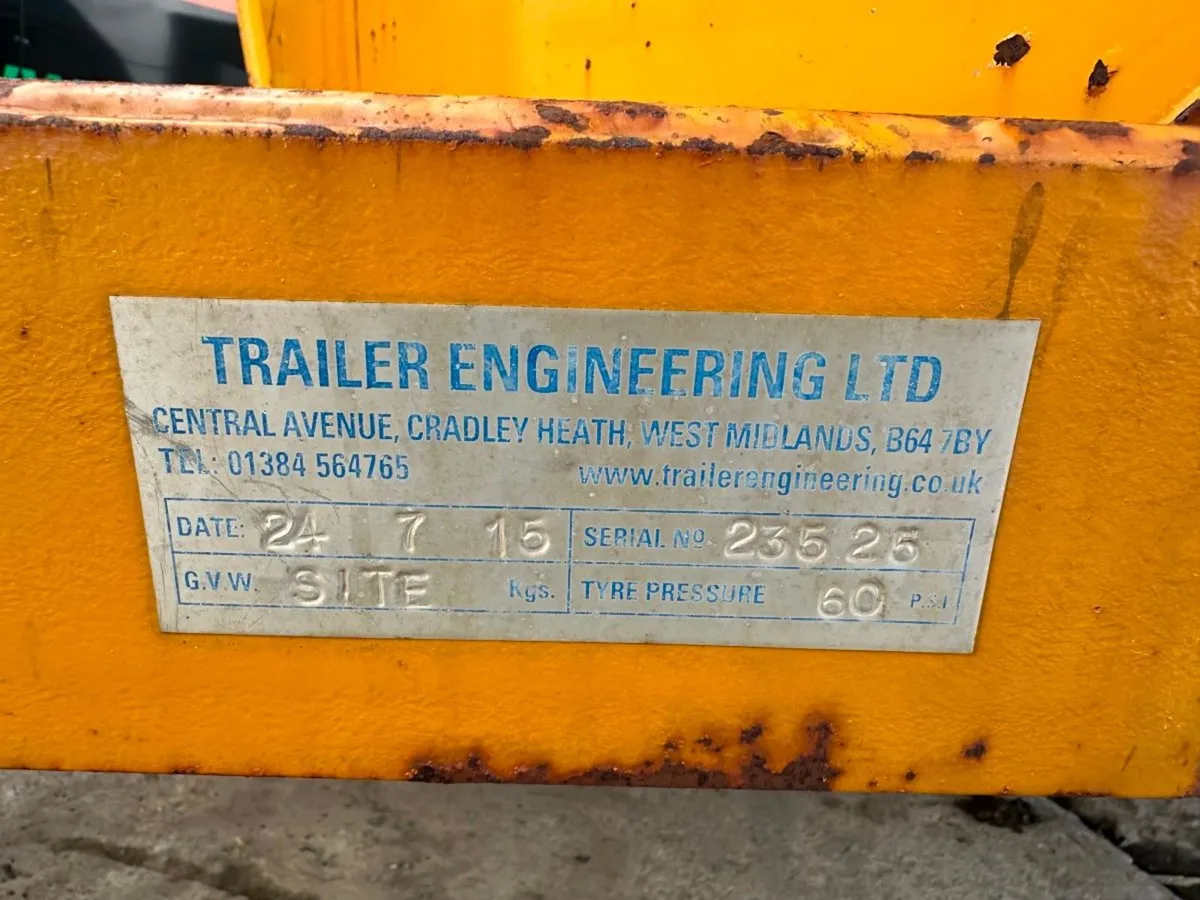 TRAILER ENGINEERING LTD
CENTRAL AVENUE, CRADLEY HEATH, WEST MIDLANDS, B64 7BY
TEL: 01384 564765 www.trailerengineering.co.uk
DATE: 24 7 15 SERIAL Nº 235 25
G.V.W. SITE Kgs. TYRE PRESSURE 60 P.S.I